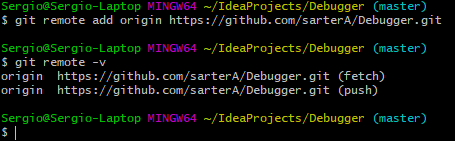 Sergio@Sergio-Laptop MINGW64 ~/IdeaProjects/Debugger (master)
$ git remote add origin https://github.com/sarterA/Debugger.git
Sergio@Sergio-Laptop MINGW64 ~/IdeaProjects/Debugger (master)
$ git remote -v
origin  https://github.com/sarterA/Debugger.git (fetch)
origin  https://github.com/sarterA/Debugger.git (push)
Sergio@Sergio-Laptop MINGW64 ~/IdeaProjects/Debugger (master)
$